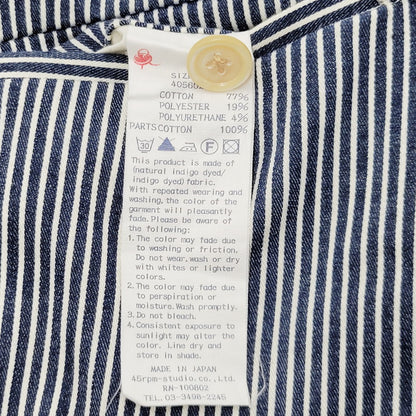 SIZE
COTTON 77%
POLYESTER 19%
POLYURETHANE 4%
PARTS COTTON 100%
30
F
This product is made of
(natural indigo dyed/
indigo dyed) fabric.
With repeated wearing and
washing, the color of the
garment will pleasantly
fade. Please be aware of
the following:
1. The color may fade due
to washing or friction.
Do not wear, wash or dry
with whites or lighter
colors.
2. The color may fade due
to perspiration or
moisture. Wash promptly.
3. Do not bleach.
4. Consistent exposure to
sunlight may alter the
color. Line dry and
store in shade.
MADE IN JAPAN
45rpm-studio co., Ltd.
RN-100802
TEL. 03-3498-2245